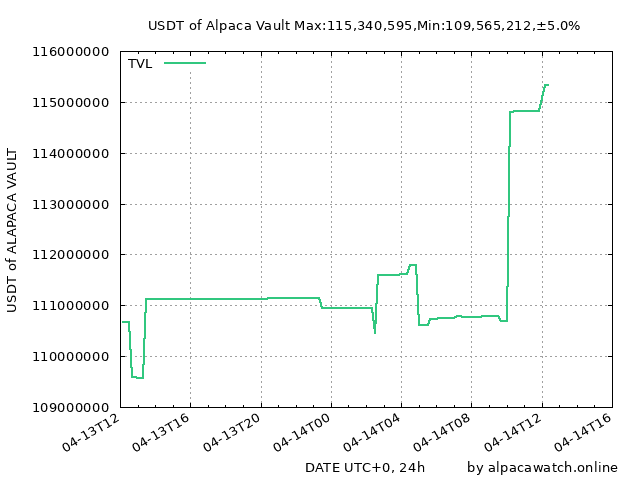 USDT of Alpaca Vault Max:115,340,595,Min:109,565,212,±5.0%
TVL
116000000
115000000
114000000
113000000
112000000
111000000
110000000
109000000
USDT of ALAPACA VAULT
04-13T12
04-13T16
04-13T20
04-14T00
04-14T04
04-14T08
04-14T12
04-14T16
DATE UTC+0, 24h
by alpacawatch.online